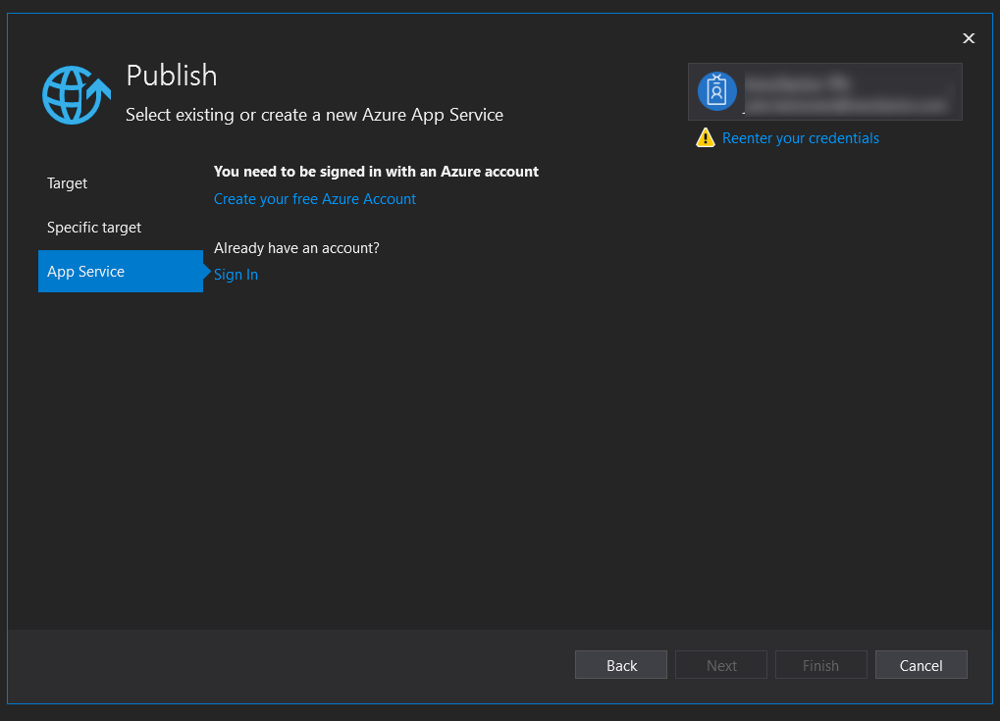 Publish
Select existing or create a new Azure App Service
Reenter your credentials
Target
Specific target
App Service
You need to be signed in with an Azure account
Create your free Azure Account
Already have an account?
Sign In
Back
Next
Finish
Cancel